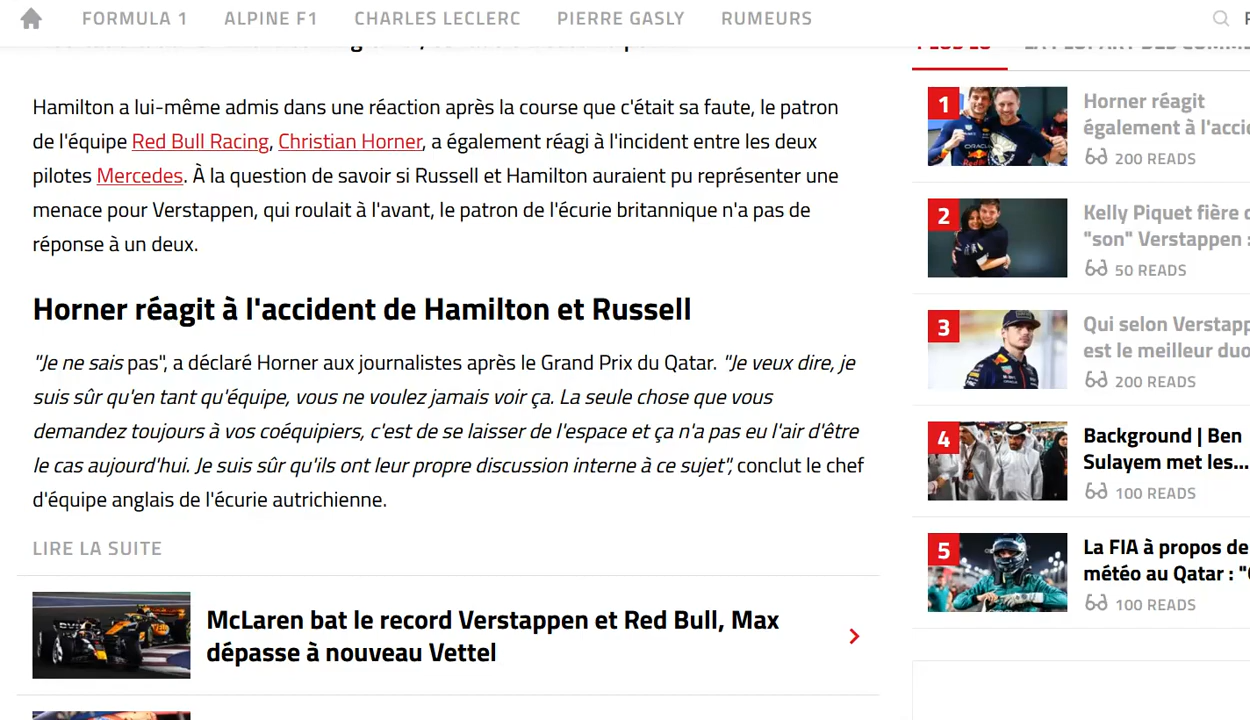 FORMULA 1 ALPINE F1 CHARLES LECLERC PIERRE GASLY RUMEURS
Hamilton a lui-même admis dans une réaction après la course que c'était sa faute, le patron
de l'équipe Red Bull Racing, Christian Horner, a également réagi à l'incident entre les deux
pilotes Mercedes. À la question de savoir si Russell et Hamilton auraient pu représenter une
menace pour Verstappen, qui roulait à l'avant, le patron de l'écurie britannique n'a pas de
réponse à un deux.
Horner réagit à l'accident de Hamilton et Russell
"Je ne sais pas", a déclaré Horner aux journalistes après le Grand Prix du Qatar. "Je veux dire, je
suis sûr qu'en tant qu'équipe, vous ne voulez jamais voir ça. La seule chose que vous
demandez toujours à vos coéquipiers, c'est de se laisser de l'espace et ça n'a pas eu l'air d'être
le cas aujourd'hui. Je suis sûr qu'ils ont leur propre discussion interne à ce sujet", conclut le chef
d'équipe anglais de l'écurie autrichienne.
LIRE LA SUITE
McLaren bat le record Verstappen et Red Bull, Max
dépasse à nouveau Vettel
PLUS LU
1
Horner réagit
également à l'acci
200 READS
2
Kelly Piquet fière
"son" Verstappen :
50 READS
3
Qui selon Verstapp
est le meilleur duo
200 READS
4
Background | Ben
Sulayem met les...
100 READS
5
La FIA à propos de
météo au Qatar : "
100 READS